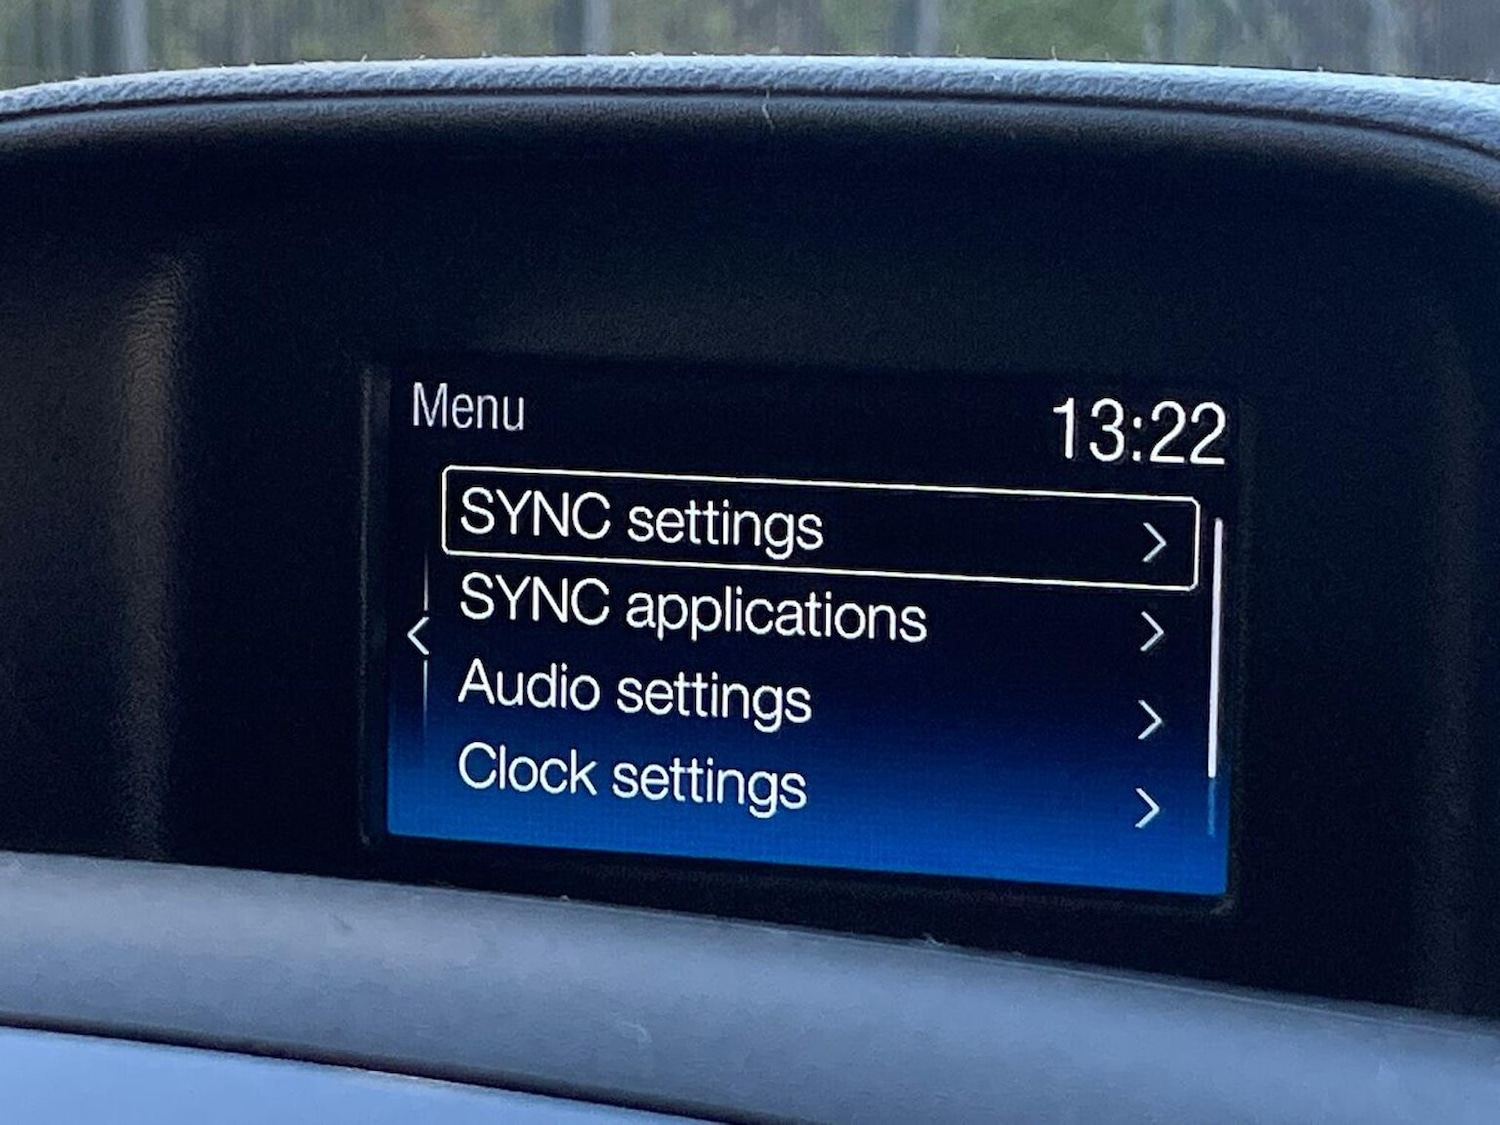 Menu
13:22
SYNC settings
SYNC applications
Audio settings
Clock settings